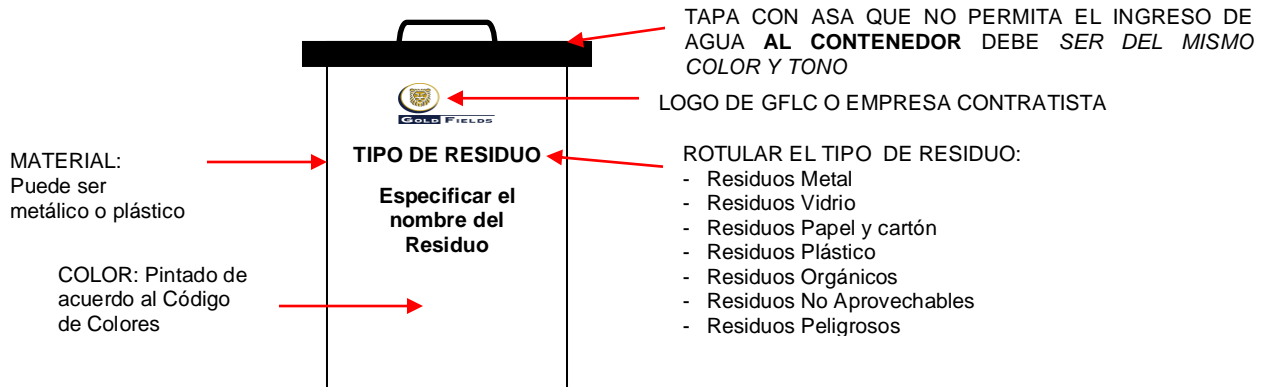 TAPA CON ASA QUE NO PERMITA EL INGRESO DE
AGUA AL CONTENEDOR DEBE SER DEL MISMO
COLOR Y TONO
GOLD FIELDS
LOGO DE GFLC O EMPRESA CONTRATISTA
TIPO DE RESIDUO
Especificar el
nombre del
Residuo
MATERIAL:
Puede ser
metálico o plástico
COLOR: Pintado de
acuerdo al Código
de Colores
ROTULAR EL TIPO DE RESIDUO:
- Residuos Metal
- Residuos Vidrio
- Residuos Papel y cartón
- Residuos Plástico
- Residuos Orgánicos
- Residuos No Aprovechables
- Residuos Peligrosos